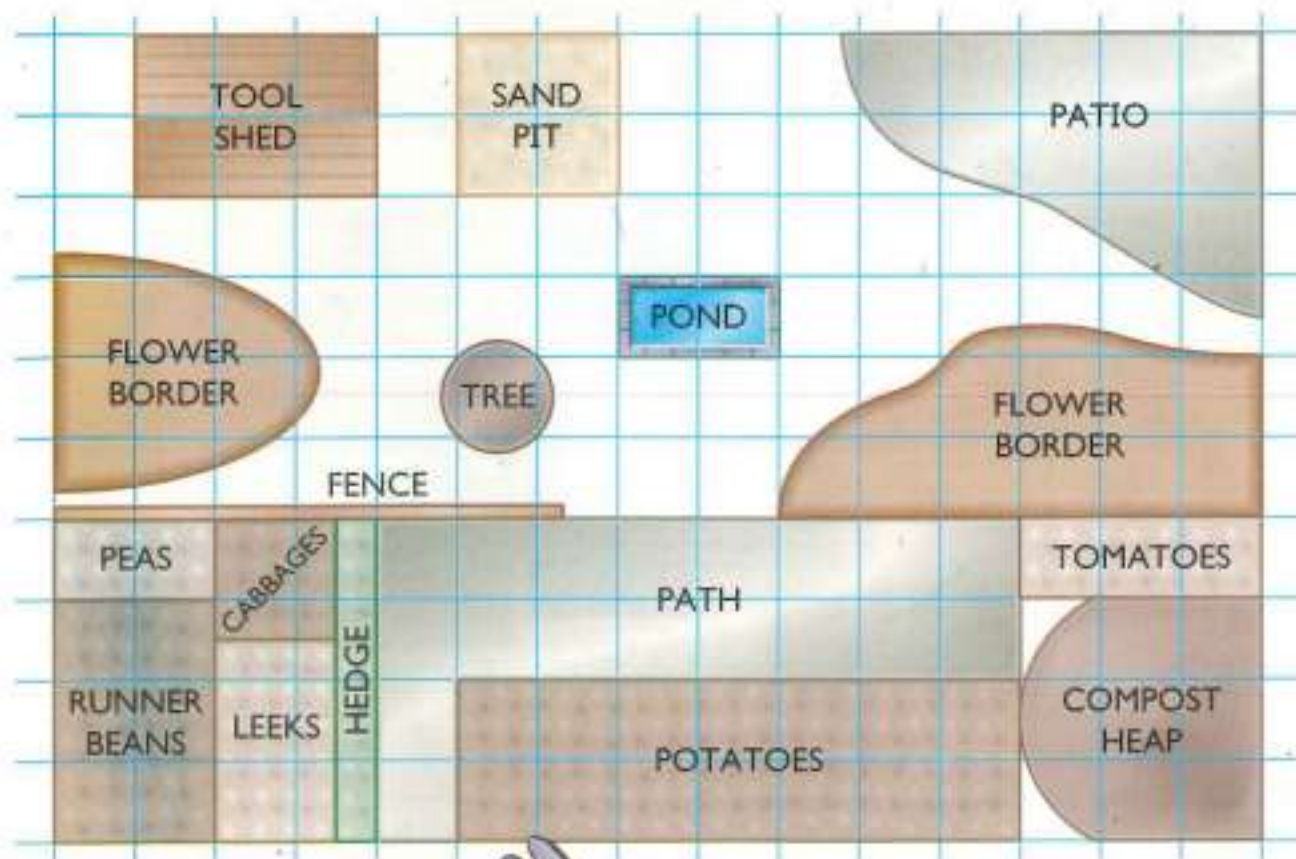 TOOL
SHED
SAND
PIT
PATIO
POND
FLOWER
BORDER
TREE
FLOWER
BORDER
FENCE
PEAS
CABBAGES
TOMATOES
PATH
HEDGE
RUNNER
BEANS
LEEKS
COMPOST
HEAP
POTATOES